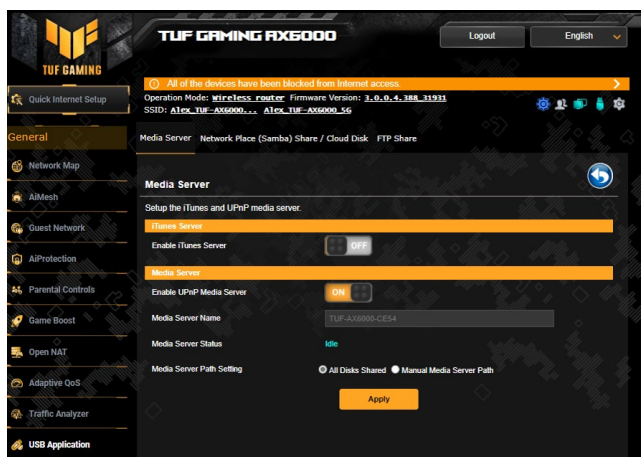 TUF GAMING AX6000
Logout
English
TUF GAMING
All of the devices have been blocked from Internet access.
Quick Internet Setup
Operation Mode: Wireless router Firmware Version: 3.0.0.4.388_31931
SSID: Alex_TUF-AX6000... Alex_TUF-AX6000_5G
General
Media Server Network Place (Samba) Share / Cloud Disk FTP Share
Network Map
AiMesh
Guest Network
AiProtection
Parental Controls
Game Boost
Open NAT
Adaptive QoS
Traffic Analyzer
USB Application
Media Server
Setup the iTunes and UPnP media server.
iTunes Server
Enable iTunes Server OFF
Media Server
Enable UPnP Media Server ON
Media Server Name TUF-AX6000-CE54
Media Server Status Idle
Media Server Path Setting All Disks Shared Manual Media Server Path
Apply